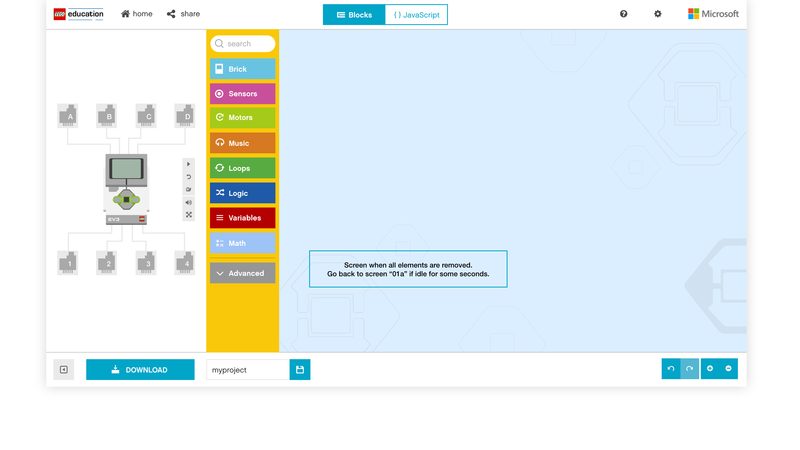 LEGO education
home
share
Blocks
{ } JavaScript
Microsoft
search
Brick
Sensors
Motors
Music
Loops
Logic
Variables
Math
Advanced
A
B
C
D
EV3
1
2
3
4
Screen when all elements are removed.
Go back to screen “01a” if idle for some seconds.
DOWNLOAD
myproject